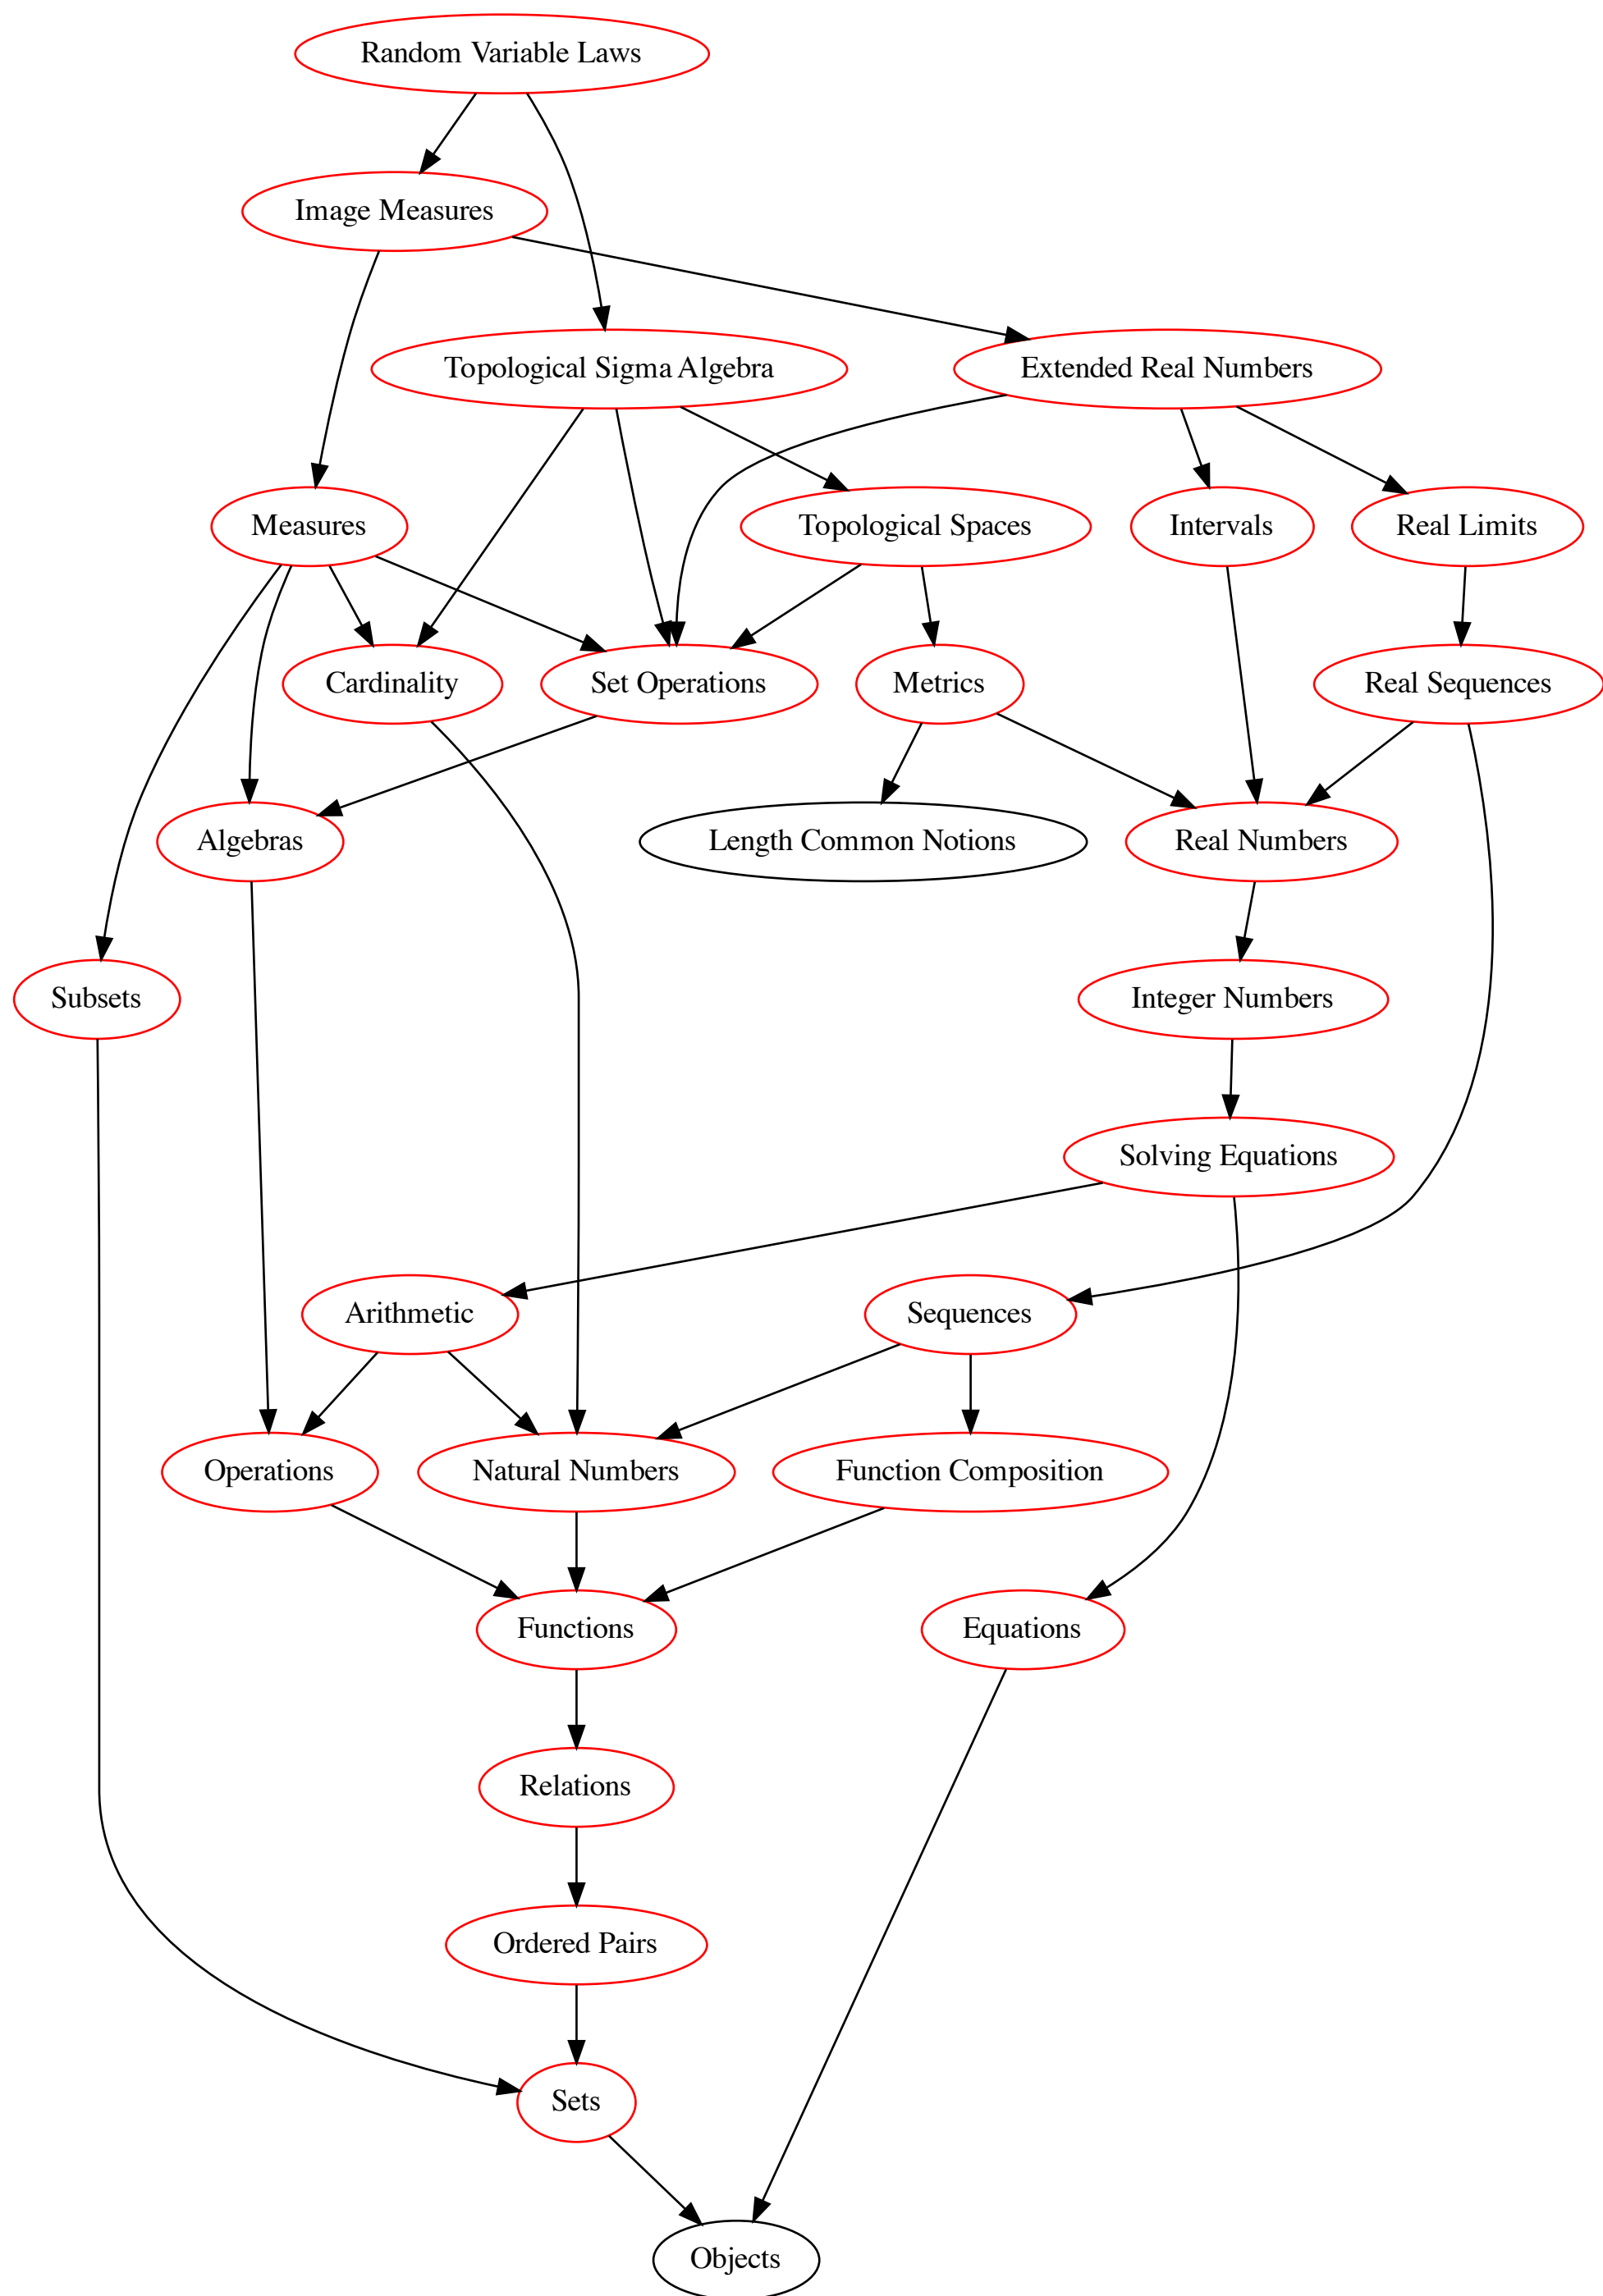 Random Variable Laws
Image Measures
Topological Sigma Algebra
Extended Real Numbers
Measures
Topological Spaces
Intervals
Real Limits
Cardinality
Set Operations
Metrics
Real Sequences
Algebras
Length Common Notions
Real Numbers
Subsets
Integer Numbers
Solving Equations
Arithmetic
Sequences
Operations
Natural Numbers
Function Composition
Functions
Equations
Relations
Ordered Pairs
Sets
Objects